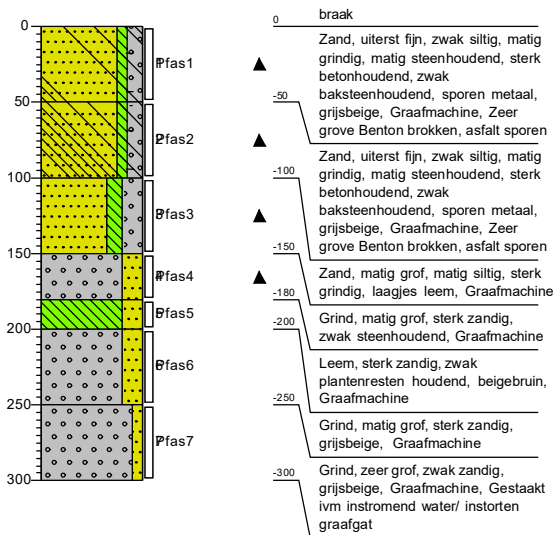 0
50
100
150
200
250
300
Pfas1
Pfas2
Pfas3
Pfas4
Pfas5
Pfas6
Pfas7
0
braak
Zand, uiterst fijn, zwak siltig, matig
grindig, matig steenhoudend, sterk
betonhoudend, zwak
baksteenhoudend, sporen metaal,
grijsbeige, Graafmachine, Zeer
grove Benton brokken, asfalt sporen
-50
Zand, uiterst fijn, zwak siltig, matig
grindig, matig steenhoudend, sterk
betonhoudend, zwak
baksteenhoudend, sporen metaal,
grijsbeige, Graafmachine, Zeer
grove Benton brokken, asfalt sporen
-100
Zand, matig grof, matig siltig, sterk
grindig, laagjes leem, Graafmachine
-150
Grind, matig grof, sterk zandig,
zwak steenhoudend, Graafmachine
-180
Leem, sterk zandig, zwak
plantenresten houdend, beigebruin,
Graafmachine
-200
Grind, matig grof, sterk zandig,
grijsbeige, Graafmachine
-250
Grind, zeer grof, zwak zandig,
grijsbeige, Graafmachine, Gestaakt
ivm instromend water/ instorten
graafgat
-300